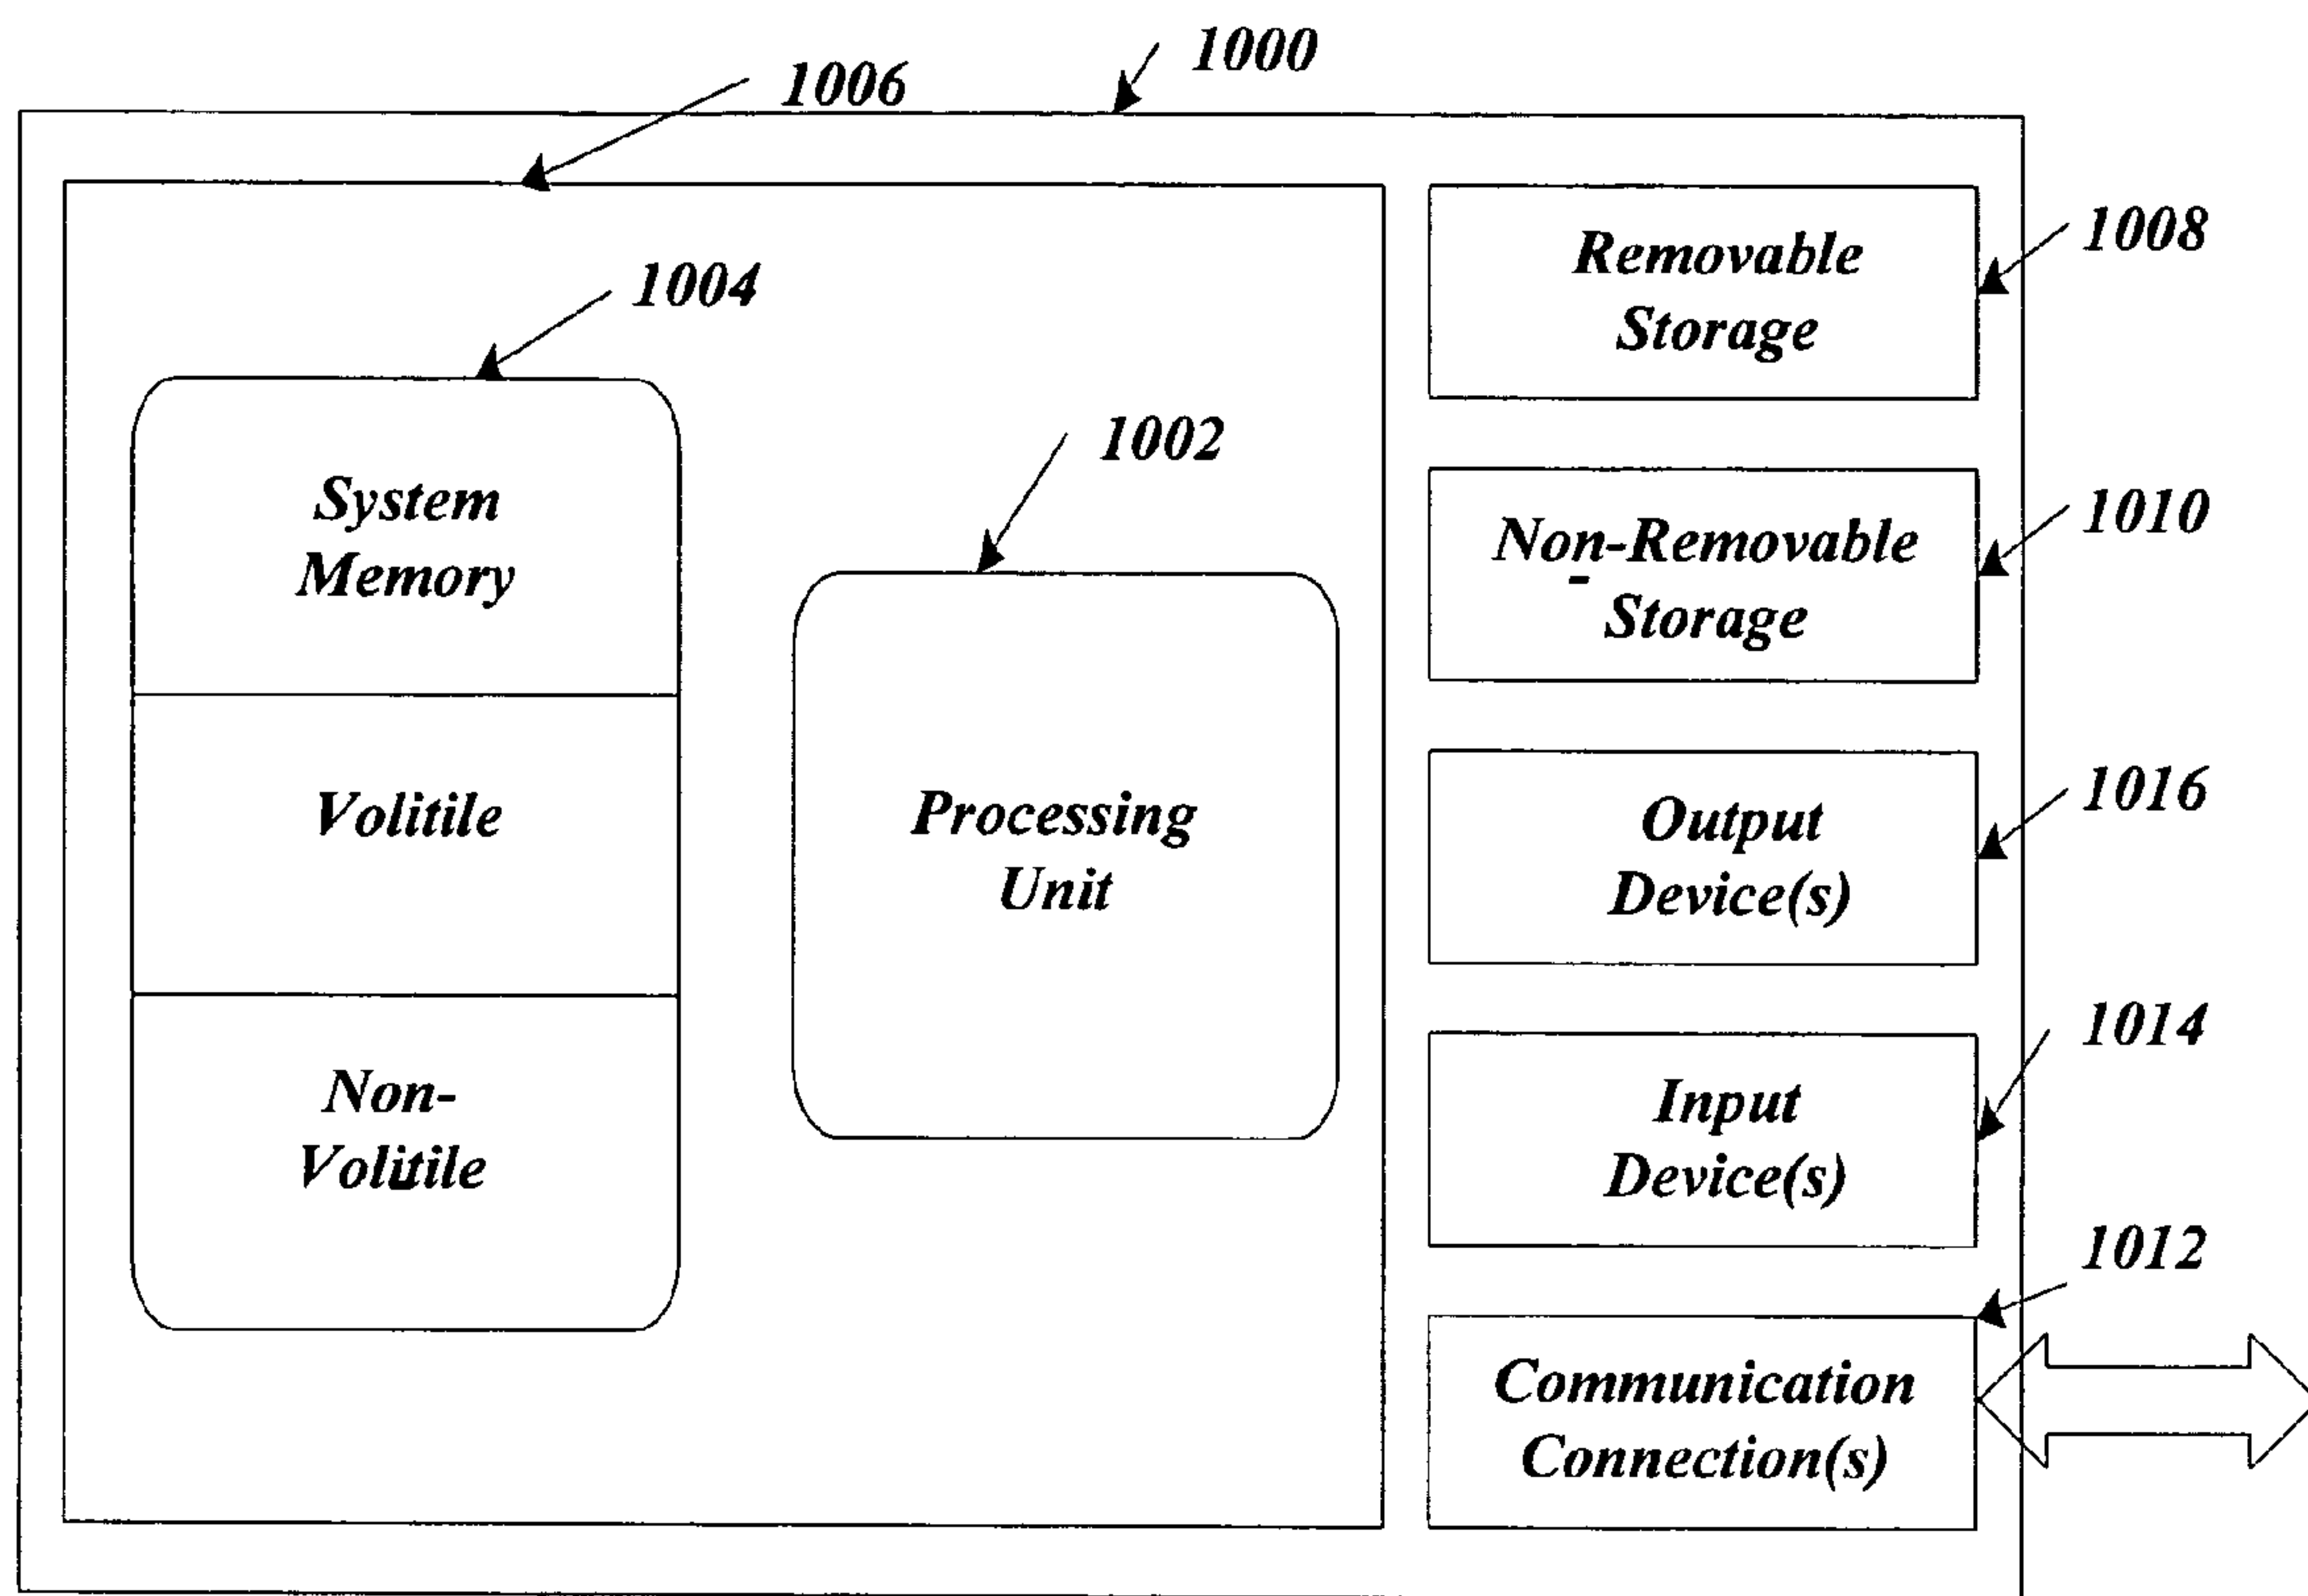 1000
1006
1004
System
Memory
Volitile
Non-
Volitile
1002
Processing
Unit
Removable
Storage
1008
Non-Removable
Storage
1010
Output
Device(s)
1016
Input
Device(s)
1014
Communication
Connection(s)
1012